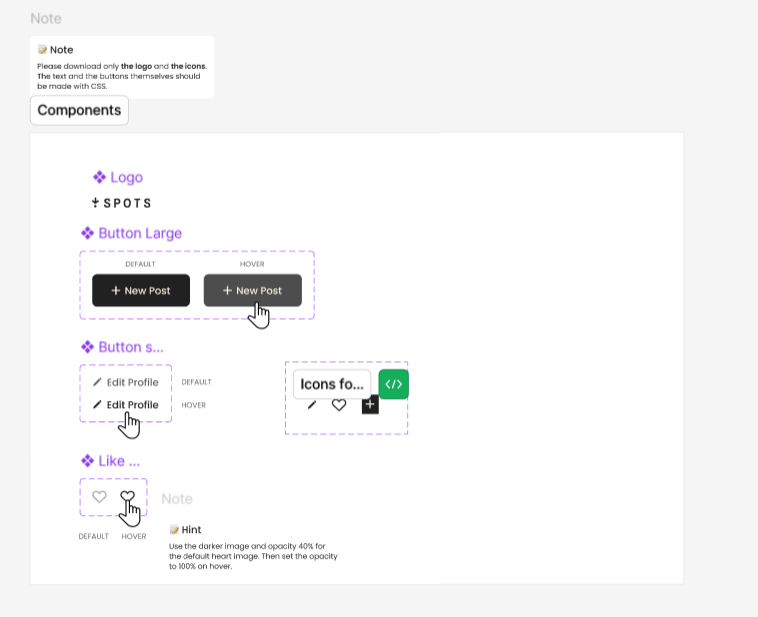 Note
📝 Note
Please download only the logo and the icons.
The text and the buttons themselves should
be made with CSS.
Components
Logo
SPOTS
Button Large
DEFAULT HOVER
+ New Post + New Post
Button s...
Edit Profile DEFAULT
Edit Profile HOVER
Icons fo... </>
Like ...
Note
DEFAULT HOVER
📝 Hint
Use the darker image and opacity 40% for
the default heart image. Then set the opacity
to 100% on hover.